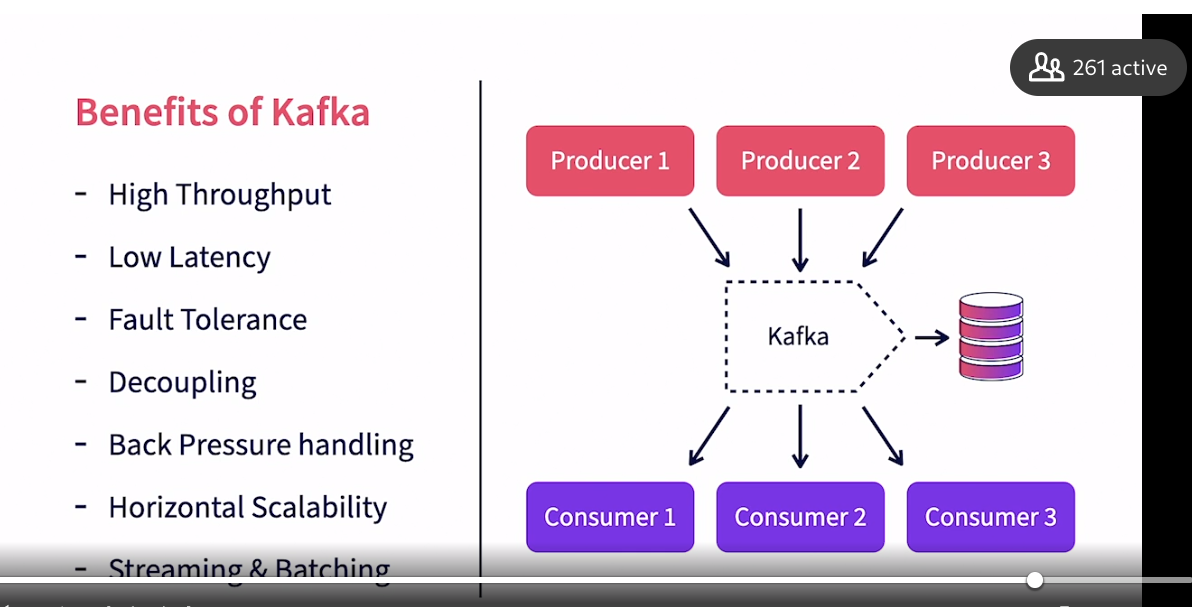 261 active
Benefits of Kafka
- High Throughput
- Low Latency
- Fault Tolerance
- Decoupling
- Back Pressure handling
- Horizontal Scalability
- Streaming & Batching
Producer 1
Producer 2
Producer 3
Kafka
Consumer 1
Consumer 2
Consumer 3